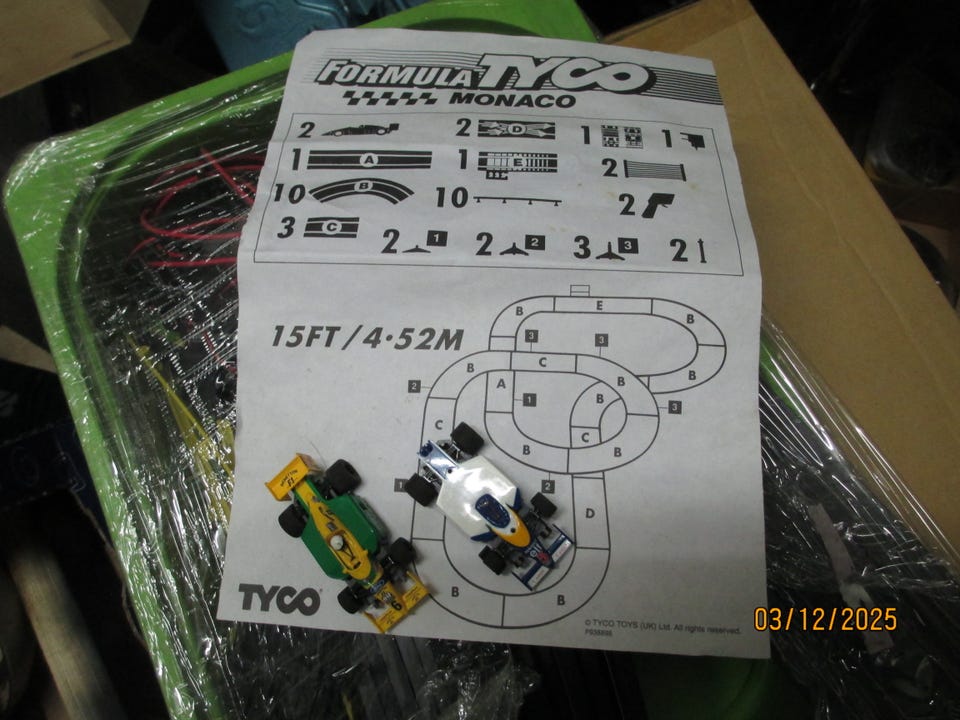 FORMULA TYCO
MONACO
2 2 D 1 1
1 A 1 E 2
10 B 10 2
3 C
2 1 2 2 3 3 2
15FT / 4·52M
B E B
3 3
B C B
2 A B 3
1
C C
B B
1 2
D
B B
6
TYCO
© TYCO TOYS (UK) Ltd. All rights reserved.
03/12/2025